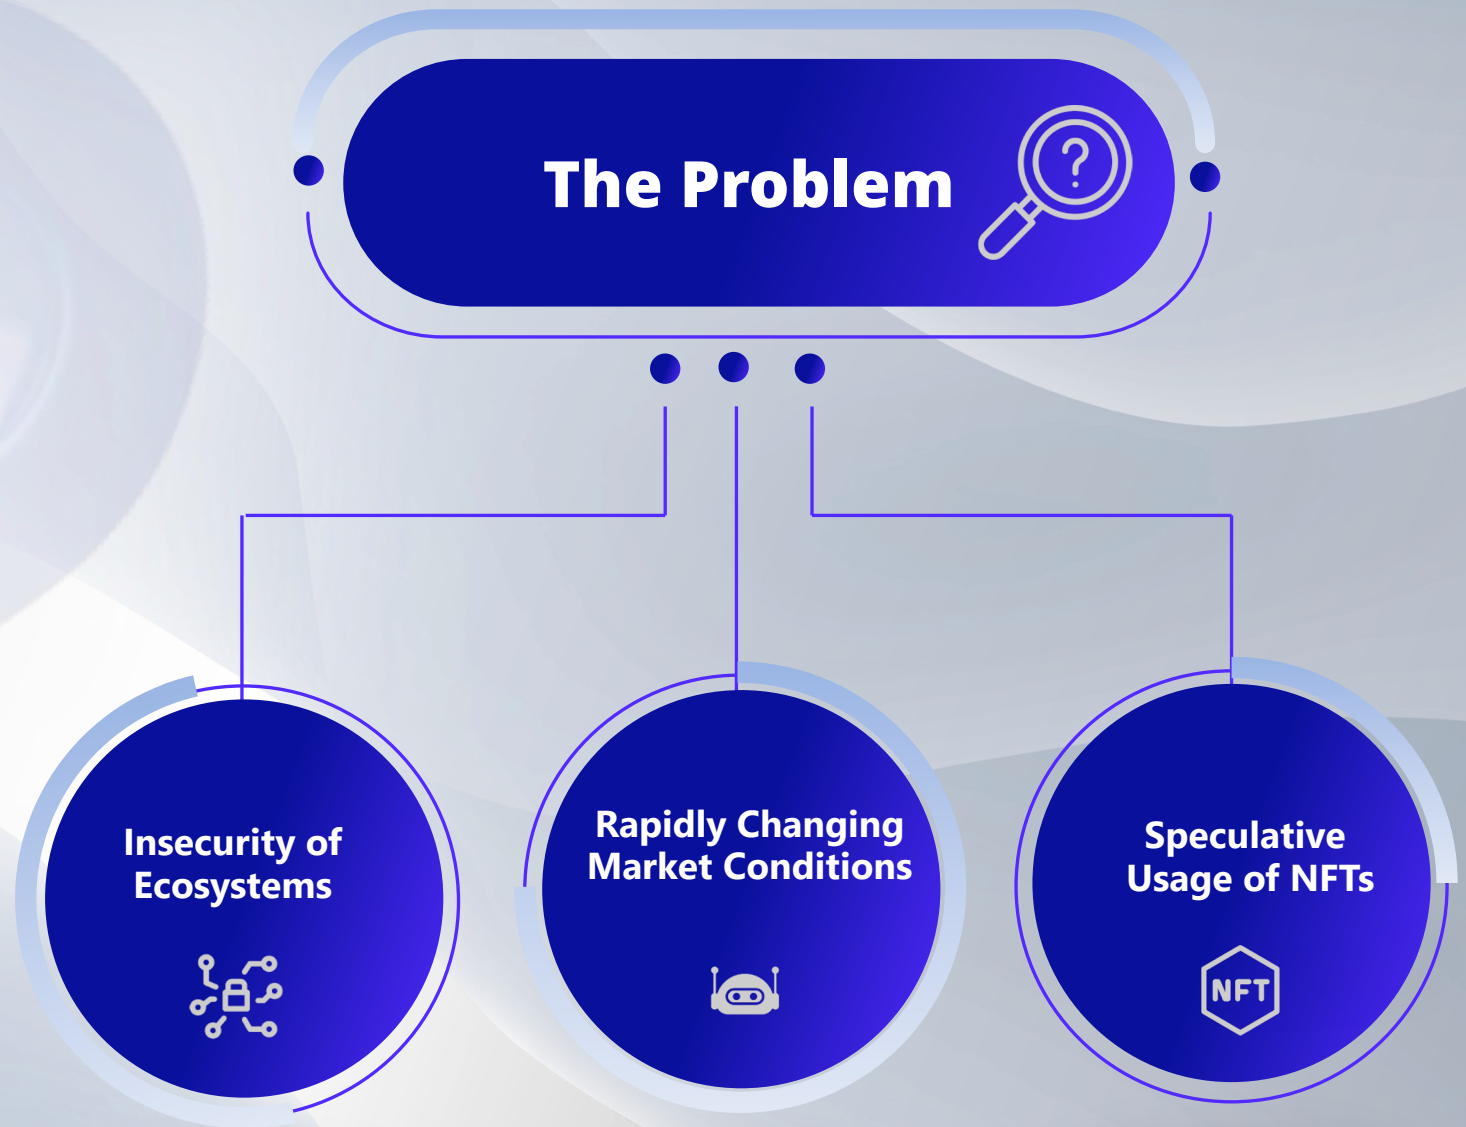 The Problem
Insecurity of
Ecosystems
Rapidly Changing
Market Conditions
Speculative
Usage of NFTs
NFT